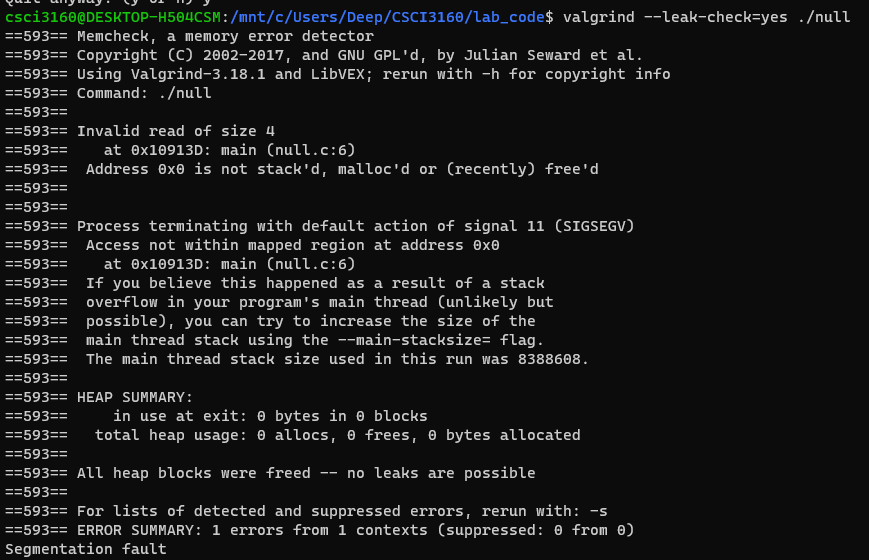 Quit anyway? (y or n) y
csci3160@DESKTOP-H504CSM:/mnt/c/Users/Deep/CSCI3160/lab_code$ valgrind --leak-check=yes ./null
==593== Memcheck, a memory error detector
==593== Copyright (C) 2002-2017, and GNU GPL'd, by Julian Seward et al.
==593== Using Valgrind-3.18.1 and LibVEX; rerun with -h for copyright info
==593== Command: ./null
==593==
==593== Invalid read of size 4
==593==    at 0x10913D: main (null.c:6)
==593==  Address 0x0 is not stack'd, malloc'd or (recently) free'd
==593==
==593==
==593== Process terminating with default action of signal 11 (SIGSEGV)
==593==  Access not within mapped region at address 0x0
==593==    at 0x10913D: main (null.c:6)
==593==  If you believe this happened as a result of a stack
==593==  overflow in your program's main thread (unlikely but
==593==  possible), you can try to increase the size of the
==593==  main thread stack using the --main-stacksize= flag.
==593==  The main thread stack size used in this run was 8388608.
==593==
==593== HEAP SUMMARY:
==593==     in use at exit: 0 bytes in 0 blocks
==593==   total heap usage: 0 allocs, 0 frees, 0 bytes allocated
==593==
==593== All heap blocks were freed -- no leaks are possible
==593==
==593== For lists of detected and suppressed errors, rerun with: -s
==593== ERROR SUMMARY: 1 errors from 1 contexts (suppressed: 0 from 0)
Segmentation fault